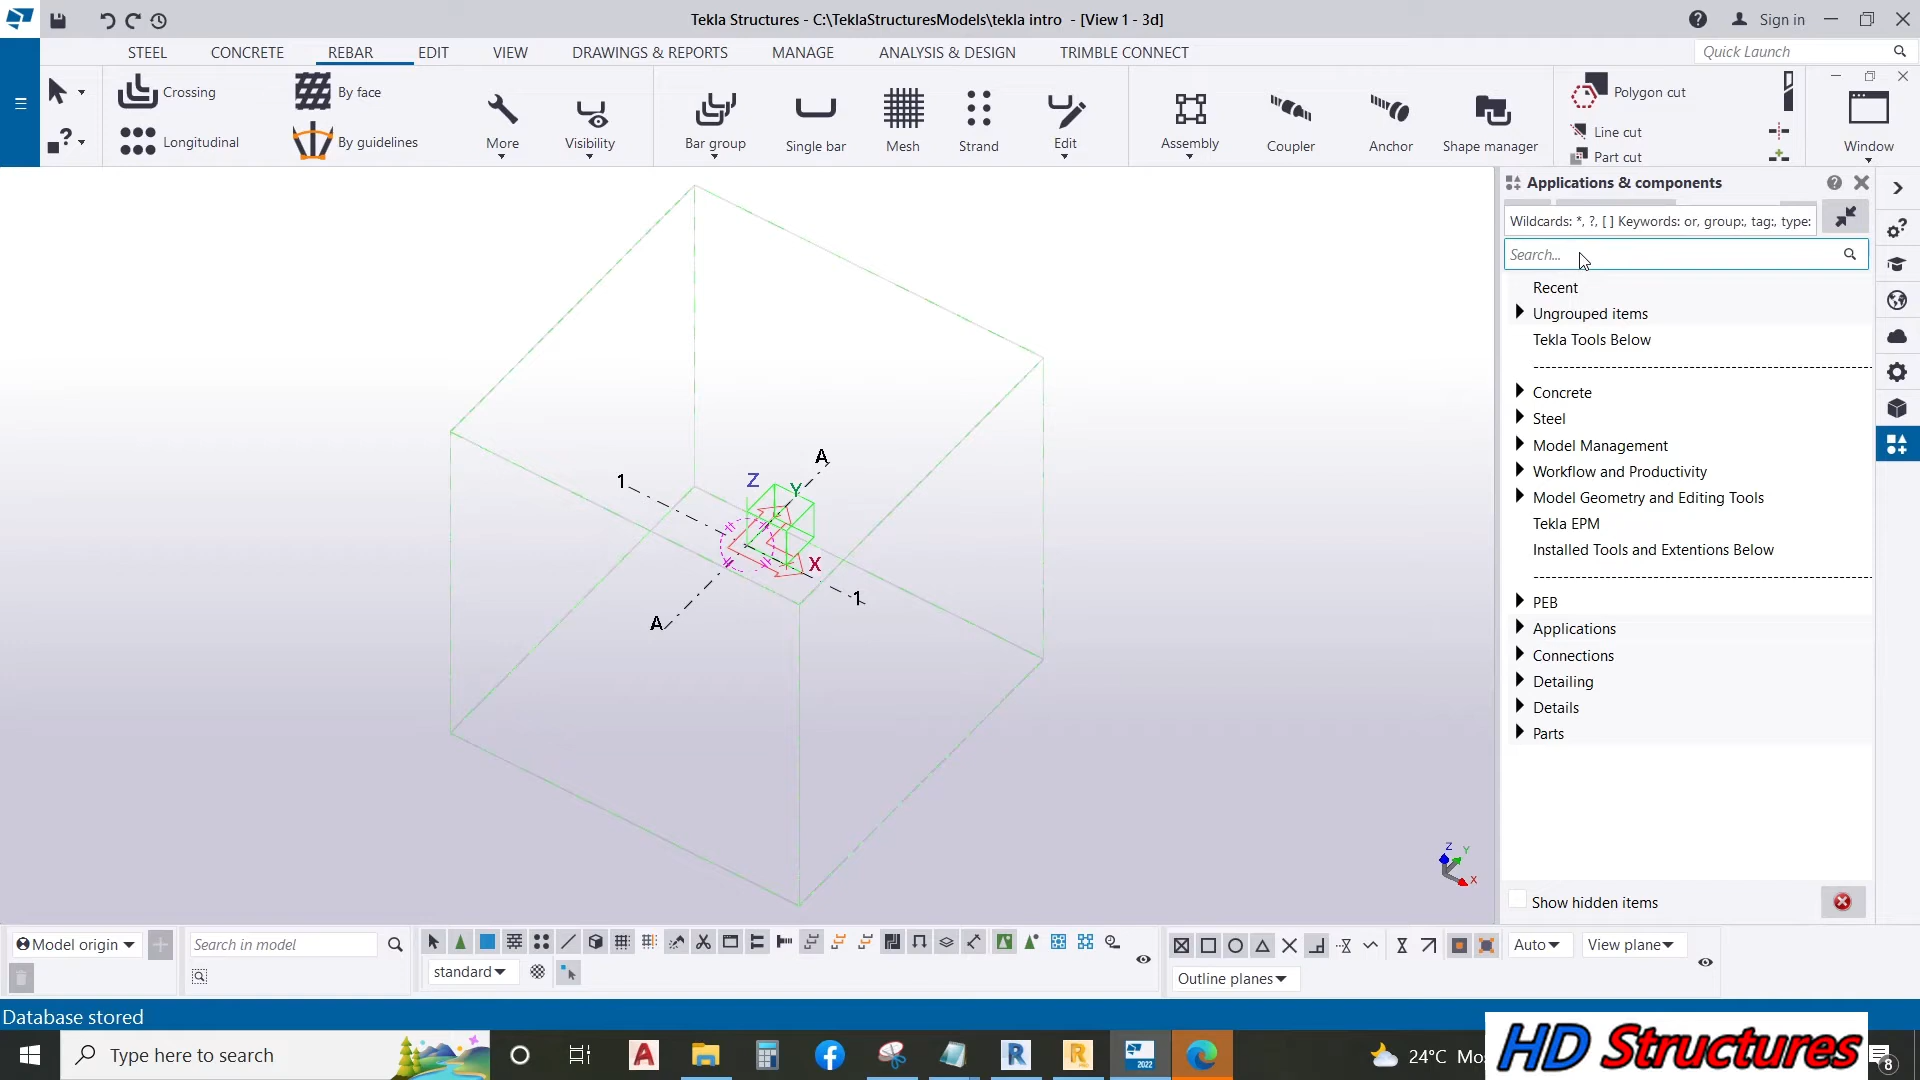 Tekla Structures - C:\TeklaStructuresModels\tekla intro - [View 1 - 3d]
Sign in
STEEL CONCRETE REBAR EDIT VIEW DRAWINGS & REPORTS MANAGE ANALYSIS & DESIGN TRIMBLE CONNECT
Quick Launch
Crossing
Longitudinal
By face
By guidelines
More
Visibility
Bar group
Single bar
Mesh
Strand
Edit
Assembly
Coupler
Anchor
Shape manager
Polygon cut
Line cut
Part cut
Window
Applications & components
Wildcards: *, ?, [ ] Keywords: or, group:, tag:, type:
Search...
Recent
Ungrouped items
Tekla Tools Below
Concrete
Steel
Model Management
Workflow and Productivity
Model Geometry and Editing Tools
Tekla EPM
Installed Tools and Extentions Below
PEB
Applications
Connections
Detailing
Details
Parts
Show hidden items
A
1
Z
Y
X
1
A
Z
Y
X
Model origin
Search in model
standard
Auto
View plane
Outline planes
Database stored
Type here to search
2022
24°C
HD Structures
8